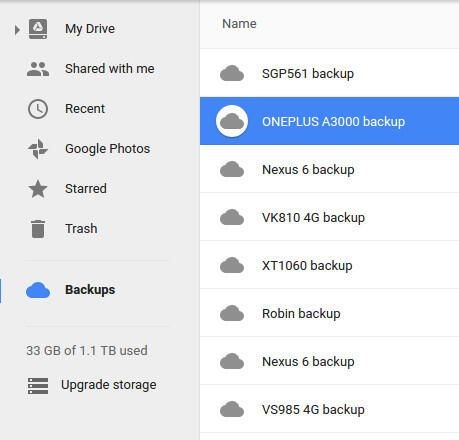 My Drive
Shared with me
Recent
Google Photos
Starred
Trash
Backups
33 GB of 1.1 TB used
Upgrade storage
Name
SGP561 backup
ONEPLUS A3000 backup
Nexus 6 backup
VK810 4G backup
XT1060 backup
Robin backup
Nexus 6 backup
VS985 4G backup